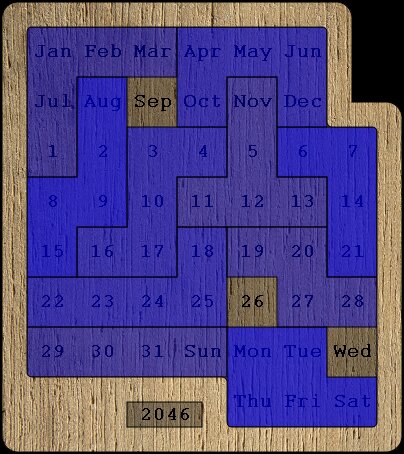 Jan Feb Mar Apr May Jun
Jul Aug Sep Oct Nov Dec
1 2 3 4 5 6 7
8 9 10 11 12 13 14
15 16 17 18 19 20 21
22 23 24 25 26 27 28
29 30 31 Sun Mon Tue Wed
Thu Fri Sat
2046